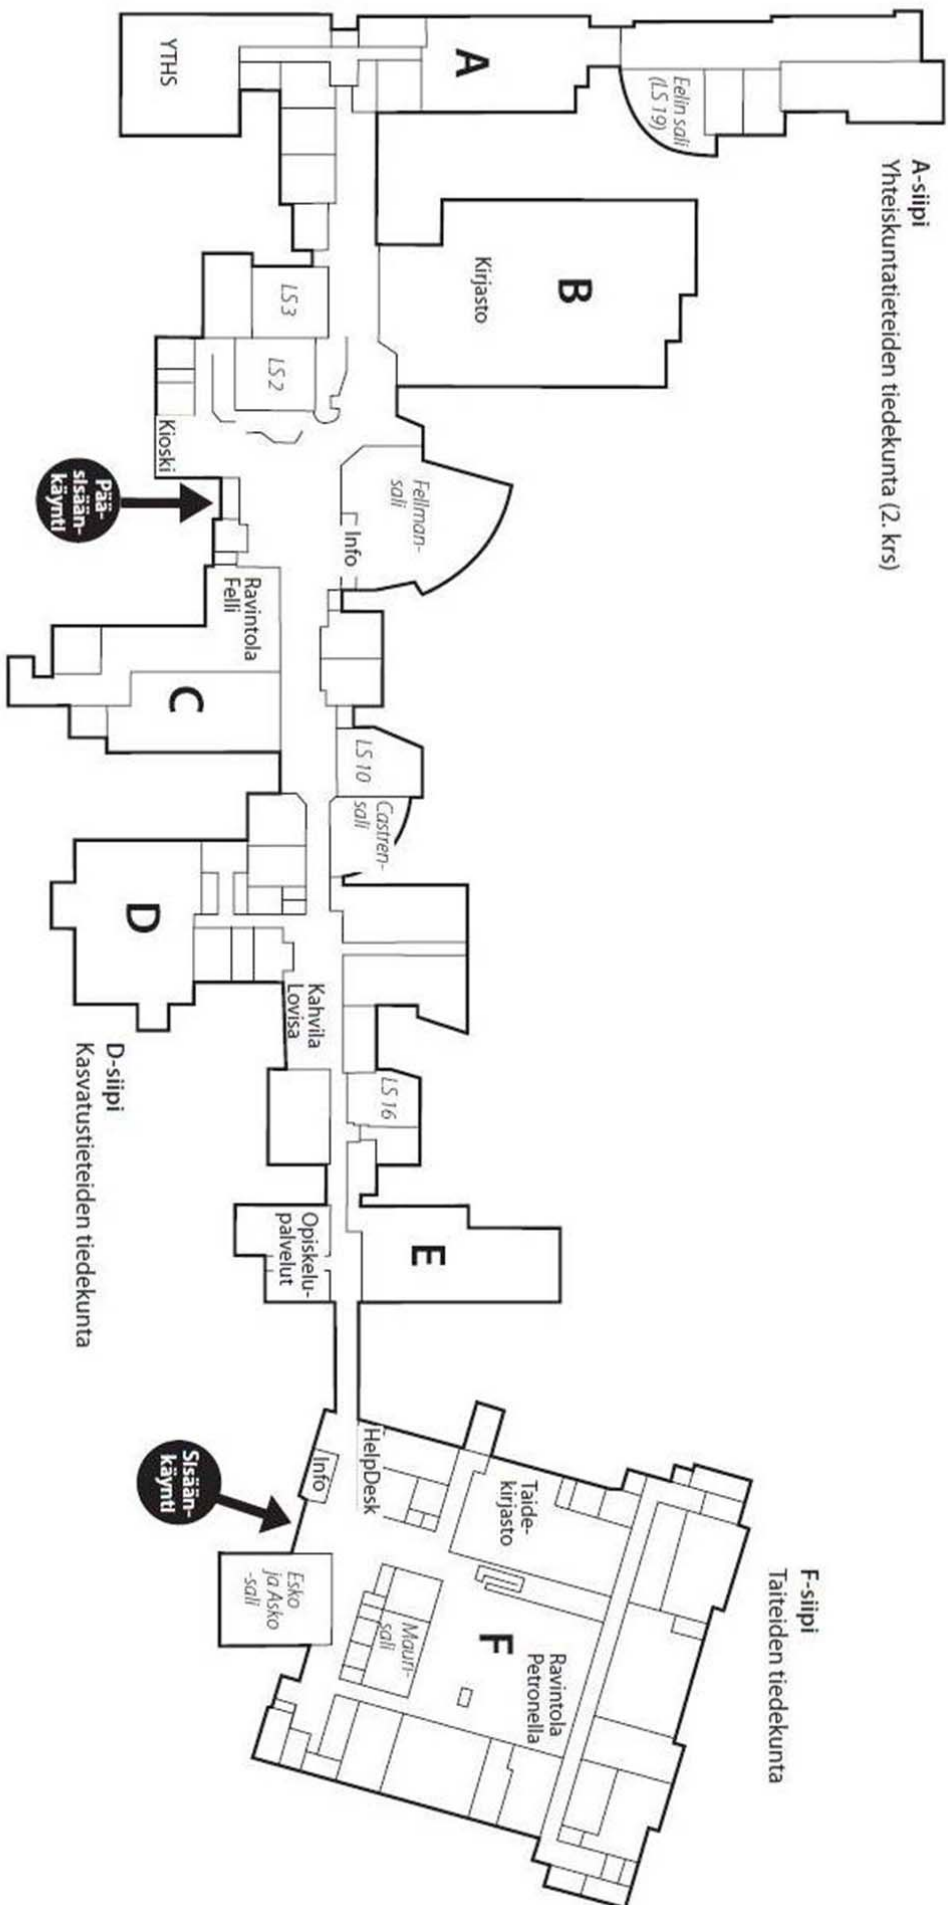 A-siipi
Yhteiskuntatieteiden tiedekunta (2. krs)
A
YTHS
Eelin sali
(LS 19)
B
Kirjasto
LS 3
LS 2
Kioski
Pää-
sisään-
käynti
Fellman-
sali
Info
Ravintola
Felli
C
LS 10
Castren-
sali
D
D-siipi
Kasvatustieteiden tiedekunta
Kahvila
Lovisa
LS 16
E
Opiskelu-
palvelut
F-siipi
Taiteiden tiedekunta
HelpDesk
Info
Sisään-
käynti
Taide-
kirjasto
Esko
ja Asko
-sali
Mauri-
sali
F
Ravintola
Petronella